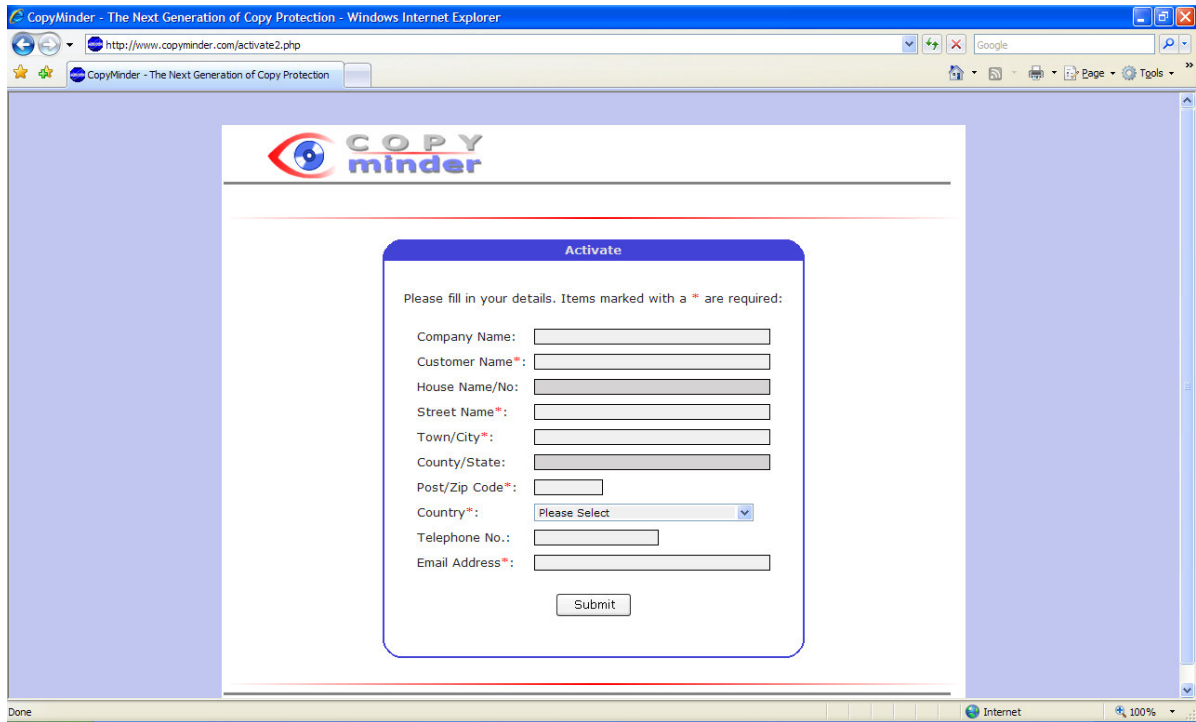 CopyMinder - The Next Generation of Copy Protection - Windows Internet Explorer
http://www.copyminder.com/activate2.php
Google
CopyMinder - The Next Generation of Copy Protection
Page
Tools
COPY
minder
Activate
Please fill in your details. Items marked with a * are required:
Company Name:
Customer Name*:
House Name/No:
Street Name*:
Town/City*:
County/State:
Post/Zip Code*:
Country*: Please Select
Telephone No.:
Email Address*:
Submit
Done
Internet
100%